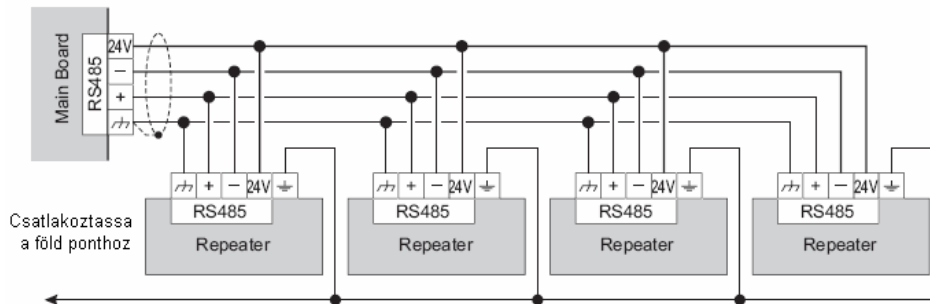 Main Board
RS485
24V
−
+
+ − 24V
RS485
Repeater
+ − 24V
RS485
Repeater
+ − 24V
RS485
Repeater
+ − 24V
RS485
Repeater
Csatlakoztassa
a föld ponthoz